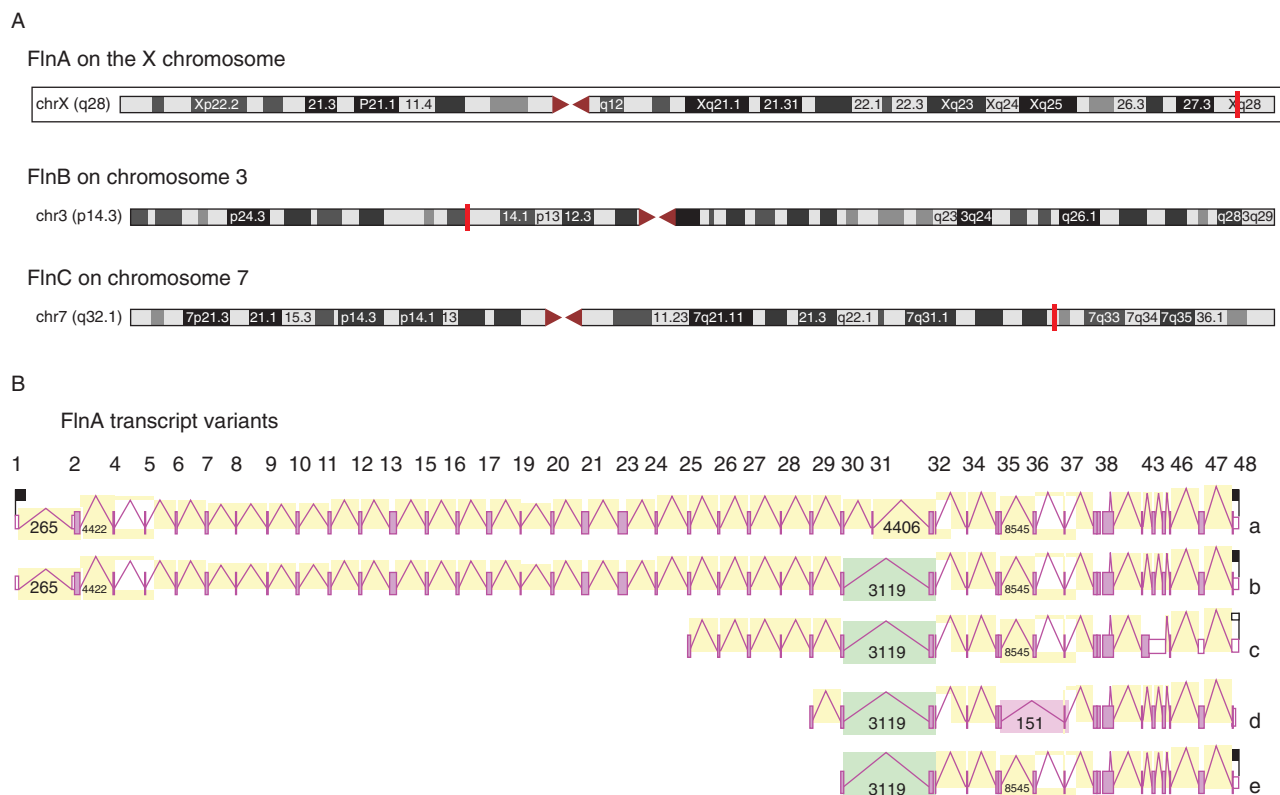 A
FlnA on the X chromosome
chrX (q28) Xp22.2 21.3 P21.1 11.4 q12 Xq21.1 21.31 22.1 22.3 Xq23 Xq24 Xq25 26.3 27.3 Xq28
FlnB on chromosome 3
chr3 (p14.3) p24.3 14.1 p13 12.3 q23 3q24 q26.1 q28 3q29
FlnC on chromosome 7
chr7 (q32.1) 7p21.3 21.1 15.3 p14.3 p14.1 13 11.23 7q21.11 21.3 q22.1 7q31.1 7q33 7q34 7q35 36.1
B
FlnA transcript variants
1 2 4 5 6 7 8 9 10 11 12 13 15 16 17 19 20 21 23 24 25 26 27 28 29 30 31 32 34 35 36 37 38 43 46 47 48
265 4422 4406 8545 a
265 4422 3119 8545 b
3119 8545 c
3119 151 d
3119 8545 e